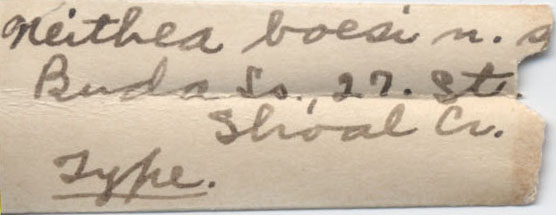 Neithea boesi n. s
Buda Ls., 27. St.
Shoal Cr.
Type.